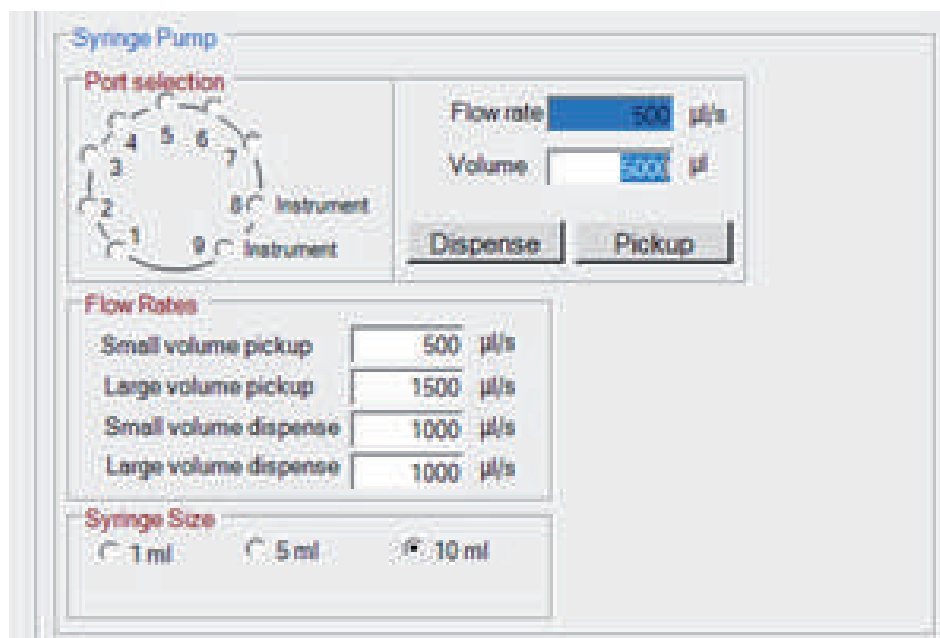 Syringe Pump
Port selection
1
2
3
4
5
6
7
8 Instrument
9 Instrument
Flow rate 500 µl/s
Volume 5000 µl
Dispense Pickup
Flow Rates
Small volume pickup 500 µl/s
Large volume pickup 1500 µl/s
Small volume dispense 1000 µl/s
Large volume dispense 1000 µl/s
Syringe Size
1 ml 5 ml 10 ml